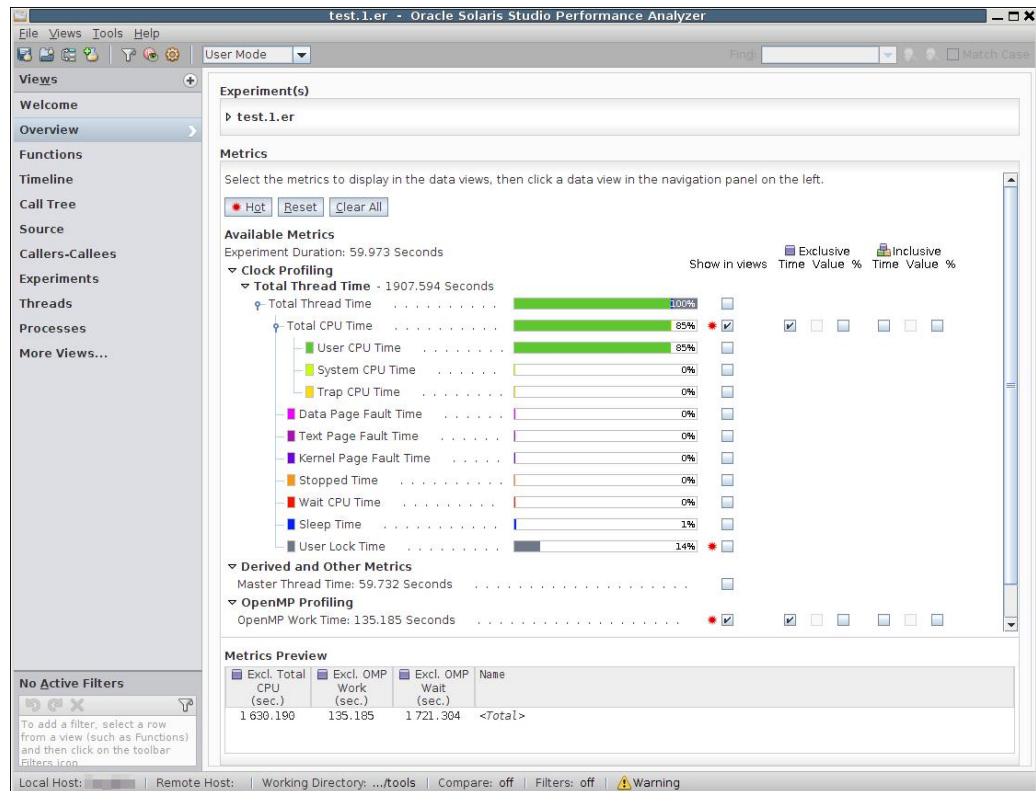 test.1.er - Oracle Solaris Studio Performance Analyzer
File Views Tools Help
User Mode
Find:
Match Case
Views
Welcome
Overview
Functions
Timeline
Call Tree
Source
Callers-Callees
Experiments
Threads
Processes
More Views...
Experiment(s)
test.1.er
Metrics
Select the metrics to display in the data views, then click a data view in the navigation panel on the left.
Hot Reset Clear All
Available Metrics
Experiment Duration: 59.973 Seconds
Exclusive Inclusive
Show in views Time Value % Time Value %
Clock Profiling
Total Thread Time - 1907.594 Seconds
Total Thread Time . . . . . . . . . . 100%
Total CPU Time . . . . . . . . . . 85%
User CPU Time . . . . . . . . 85%
System CPU Time . . . . . . 0%
Trap CPU Time . . . . . . . . 0%
Data Page Fault Time . . . . . . 0%
Text Page Fault Time . . . . . . 0%
Kernel Page Fault Time . . . . . 0%
Stopped Time . . . . . . . . . . 0%
Wait CPU Time . . . . . . . . . 0%
Sleep Time . . . . . . . . . . . 1%
User Lock Time . . . . . . . . . 14%
Derived and Other Metrics
Master Thread Time: 59.732 Seconds . . . . . . . . . . . . . . . . . . . . .
OpenMP Profiling
OpenMP Work Time: 135.185 Seconds . . . . . . . . . . . . . . . . . . . .
Metrics Preview
Excl. Total CPU (sec.) Excl. OMP Work (sec.) Excl. OMP Wait (sec.) Name
1 630.190 135.185 1 721.304 <Total>
No Active Filters
To add a filter, select a row
from a view (such as Functions)
and then click on the toolbar
Filters icon
Local Host: Remote Host: Working Directory: .../tools Compare: off Filters: off Warning